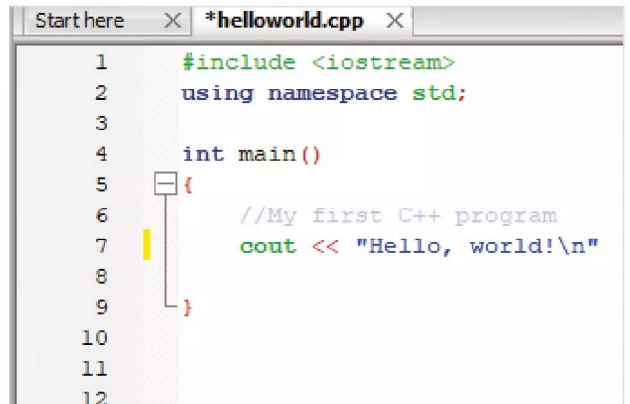 Start here X *helloworld.cpp X
1 #include <iostream>
2 using namespace std;
3
4 int main()
5 {
6 //My first C++ program
7 cout << "Hello, world!\n"
8
9 }
10
11
12